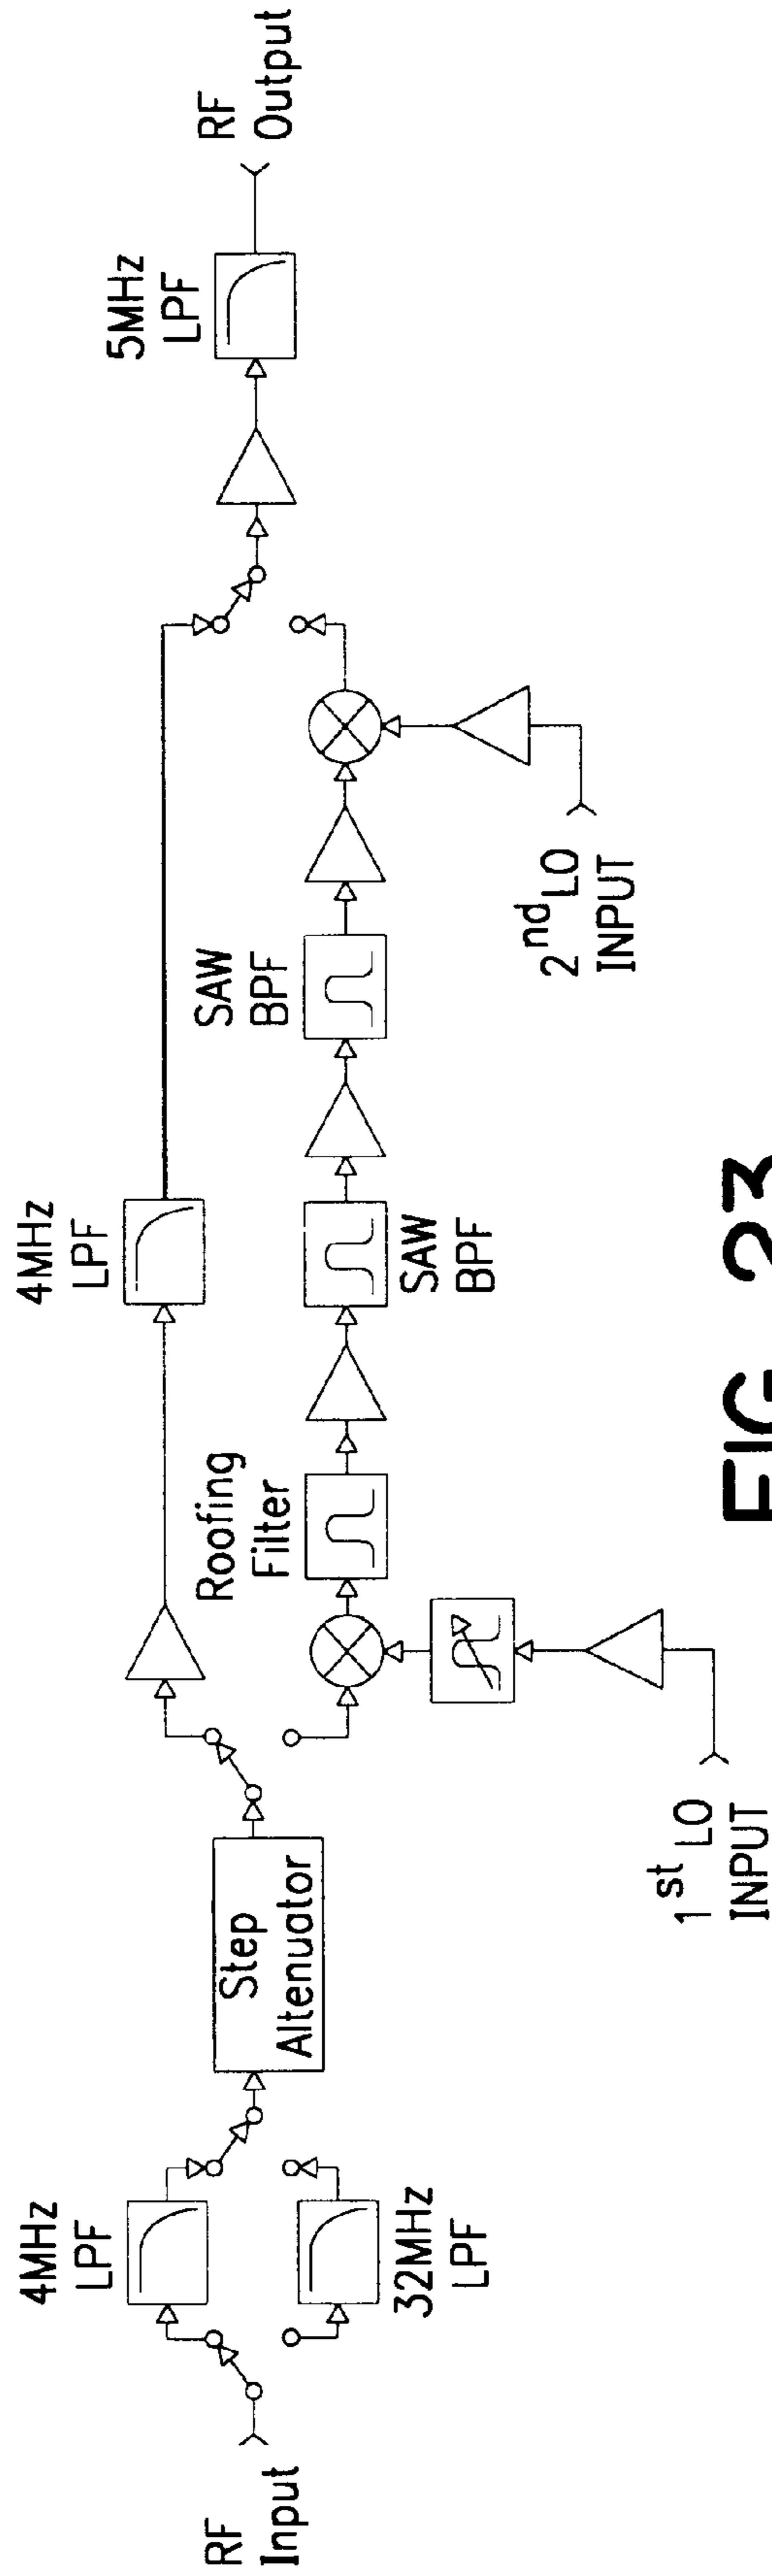 RF
Input
4MHz
LPF
32MHz
LPF
Step
Altenuator
1st LO
INPUT
Roofing
Filter
4MHz
LPF
SAW
BPF
SAW
BPF
2nd LO
INPUT
5MHz
LPF
RF
Output
FIG. 23